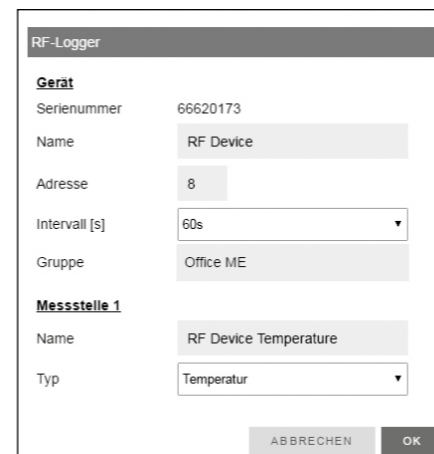 RF-Logger
Gerät
Serienummer 66620173
Name RF Device
Adresse 8
Intervall [s] 60s
Gruppe Office ME
Messstelle 1
Name RF Device Temperature
Typ Temperatur
ABBRECHEN OK